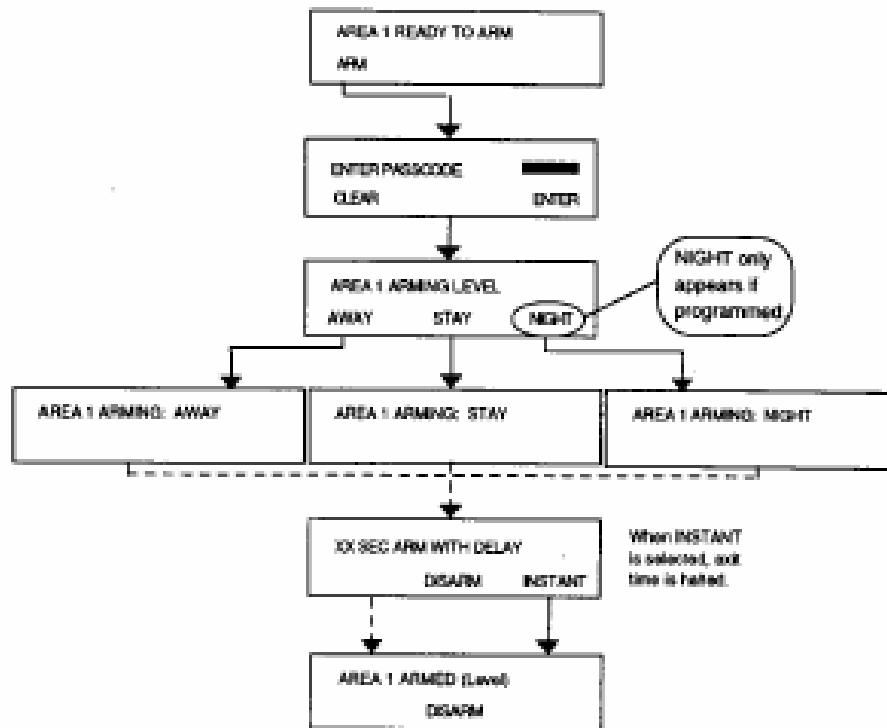 AREA 1 READY TO ARM
ARM
ENTER PASSCODE
CLEAR ENTER
AREA 1 ARMING LEVEL
AWAY STAY NIGHT
NIGHT only
appears if
programmed.
AREA 1 ARMING: AWAY
AREA 1 ARMING: STAY
AREA 1 ARMING: NIGHT
XX SEC ARM WITH DELAY
DISARM INSTANT
When INSTANT
is selected, exit
time is halted.
AREA 1 ARMED (Level)
DISARM